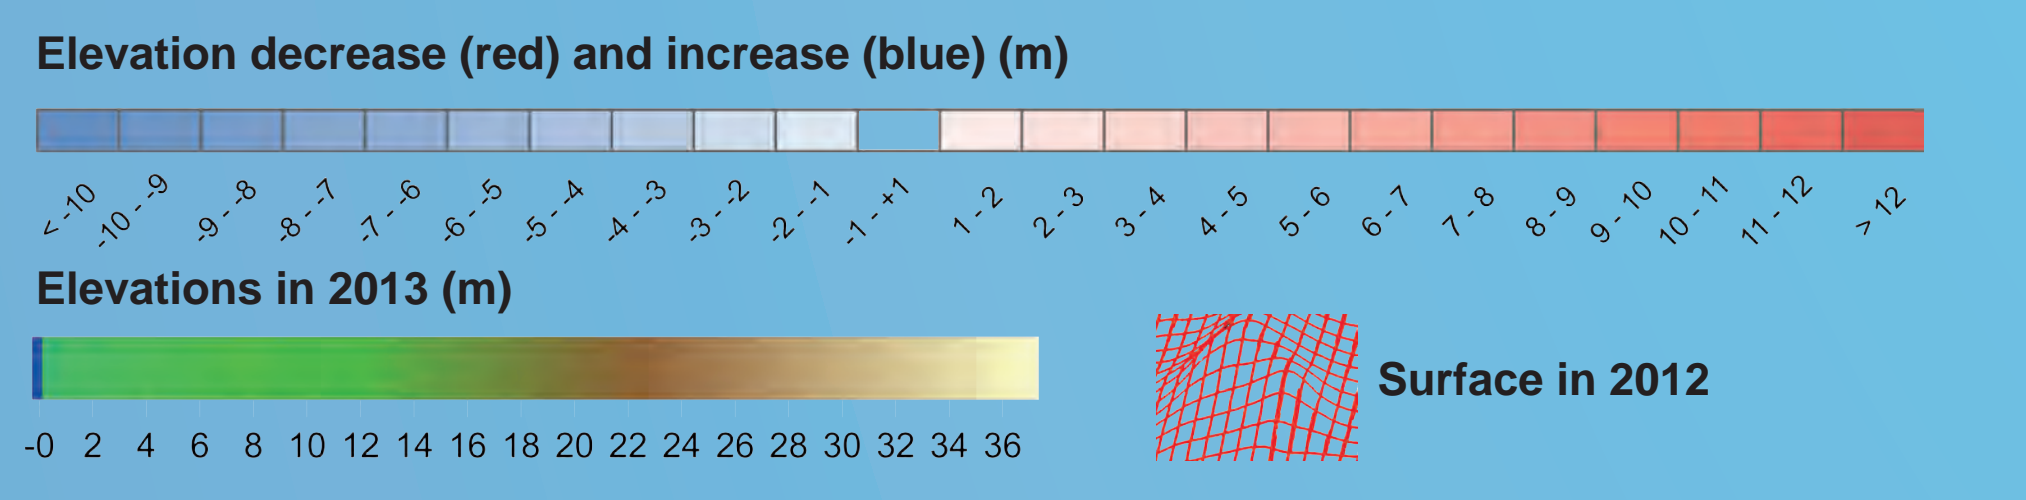 Elevation decrease (red) and increase (blue) (m)
< -10 -10 - -9 -9 - -8 -8 - -7 -7 - -6 -6 - -5 -5 - -4 -4 - -3 -3 - -2 -2 - -1 -1 - +1 1 - 2 2 - 3 3 - 4 4 - 5 5 - 6 6 - 7 7 - 8 8 - 9 9 - 10 10 - 11 11 - 12 > 12
Elevations in 2013 (m)
Surface in 2012
-0 2 4 6 8 10 12 14 16 18 20 22 24 26 28 30 32 34 36